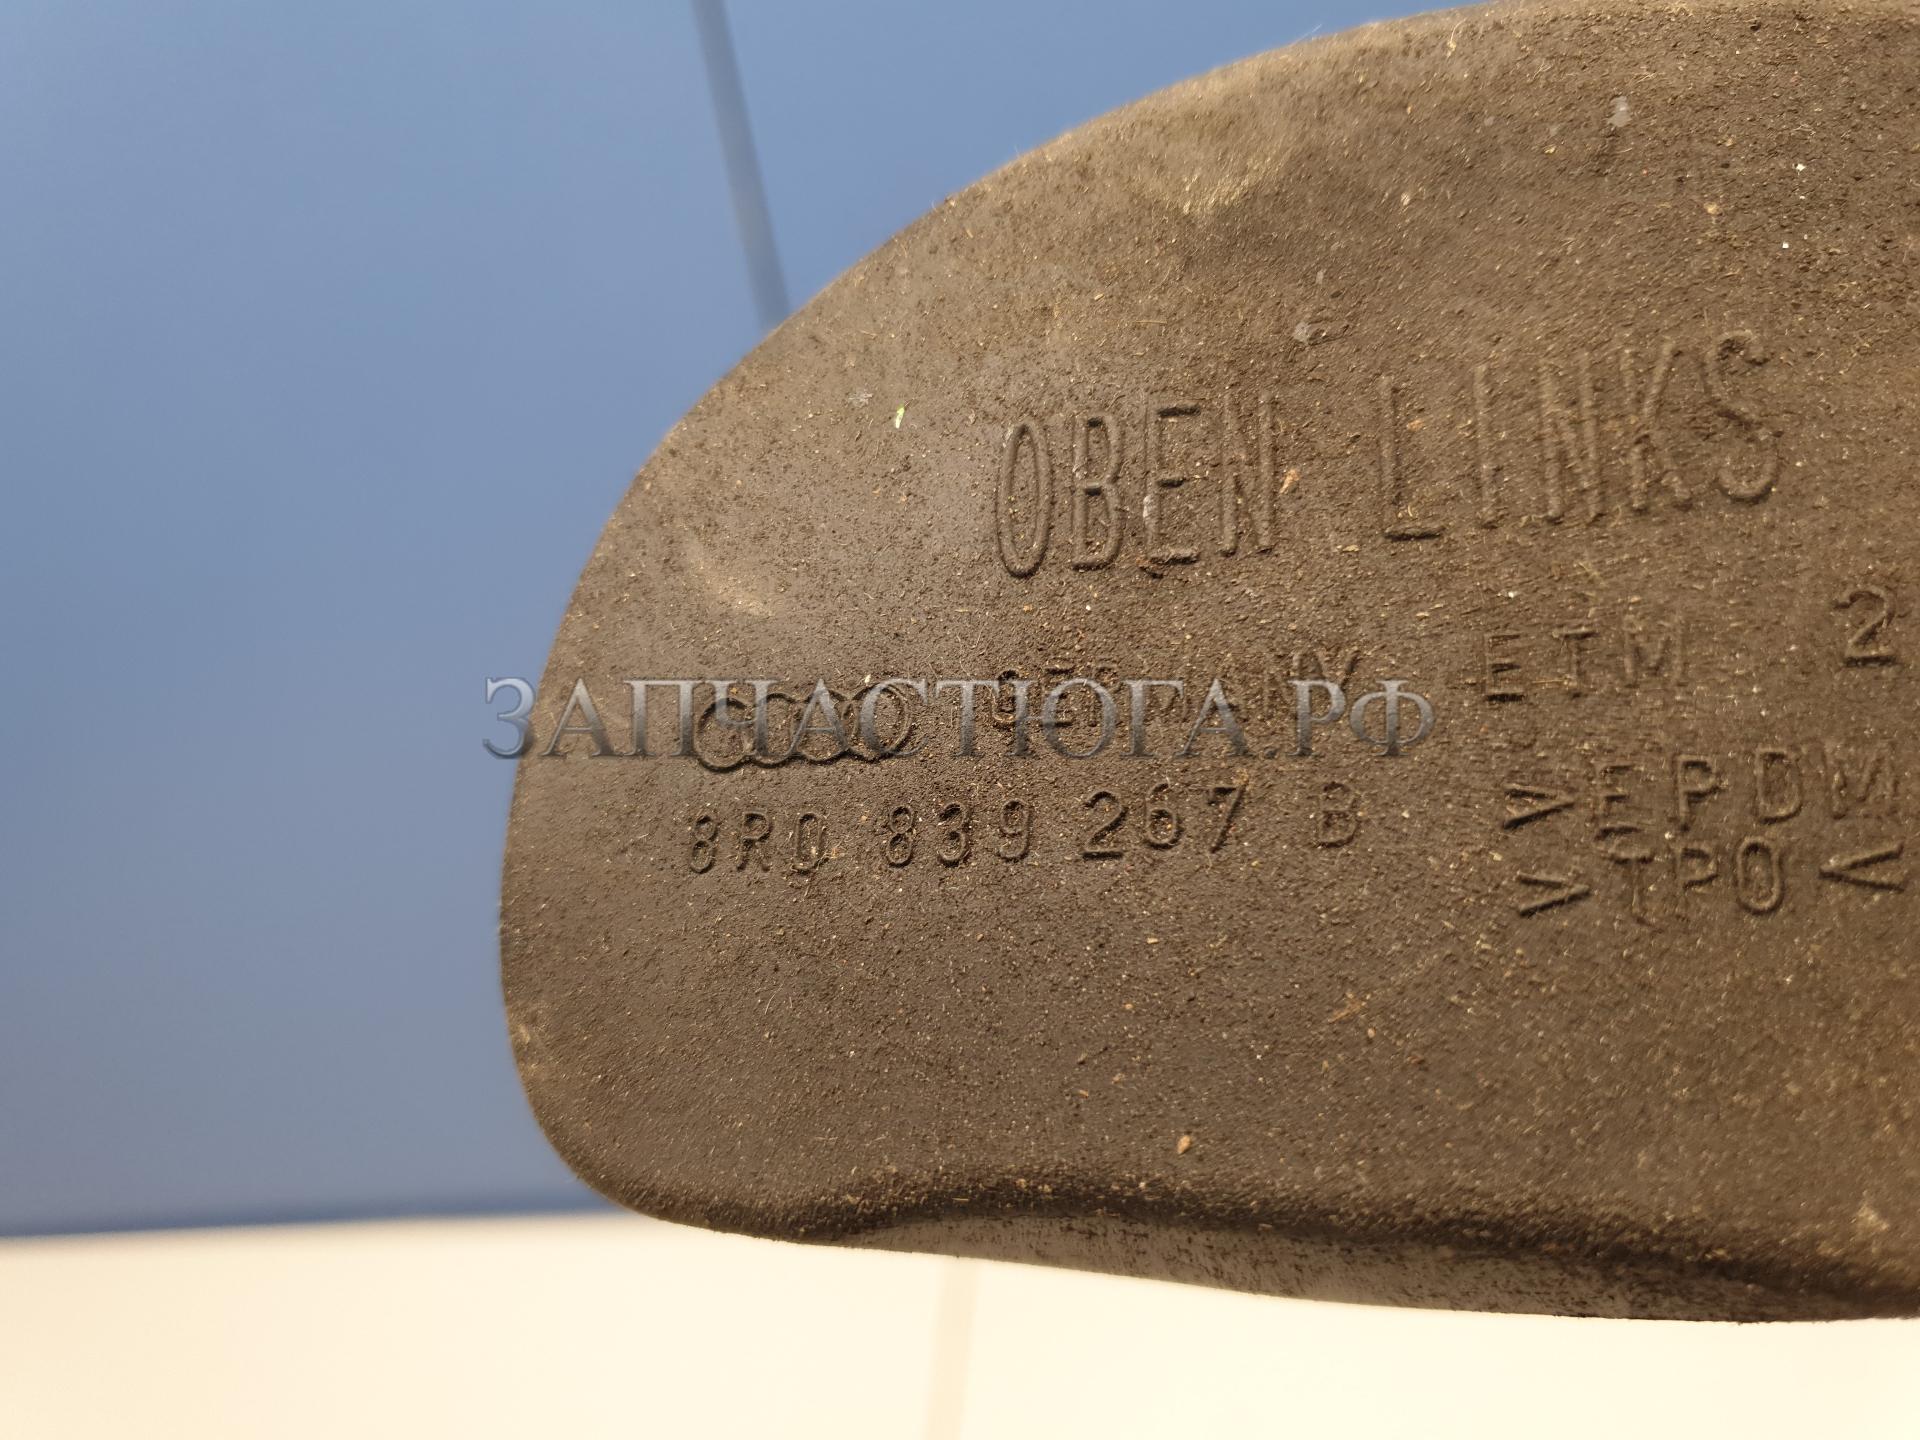 OBEN LINKS
GERMANY ETM 2
ЗАПЧАСТЮГА.РФ
8R0 839 267 B >EPDM
>TPO<